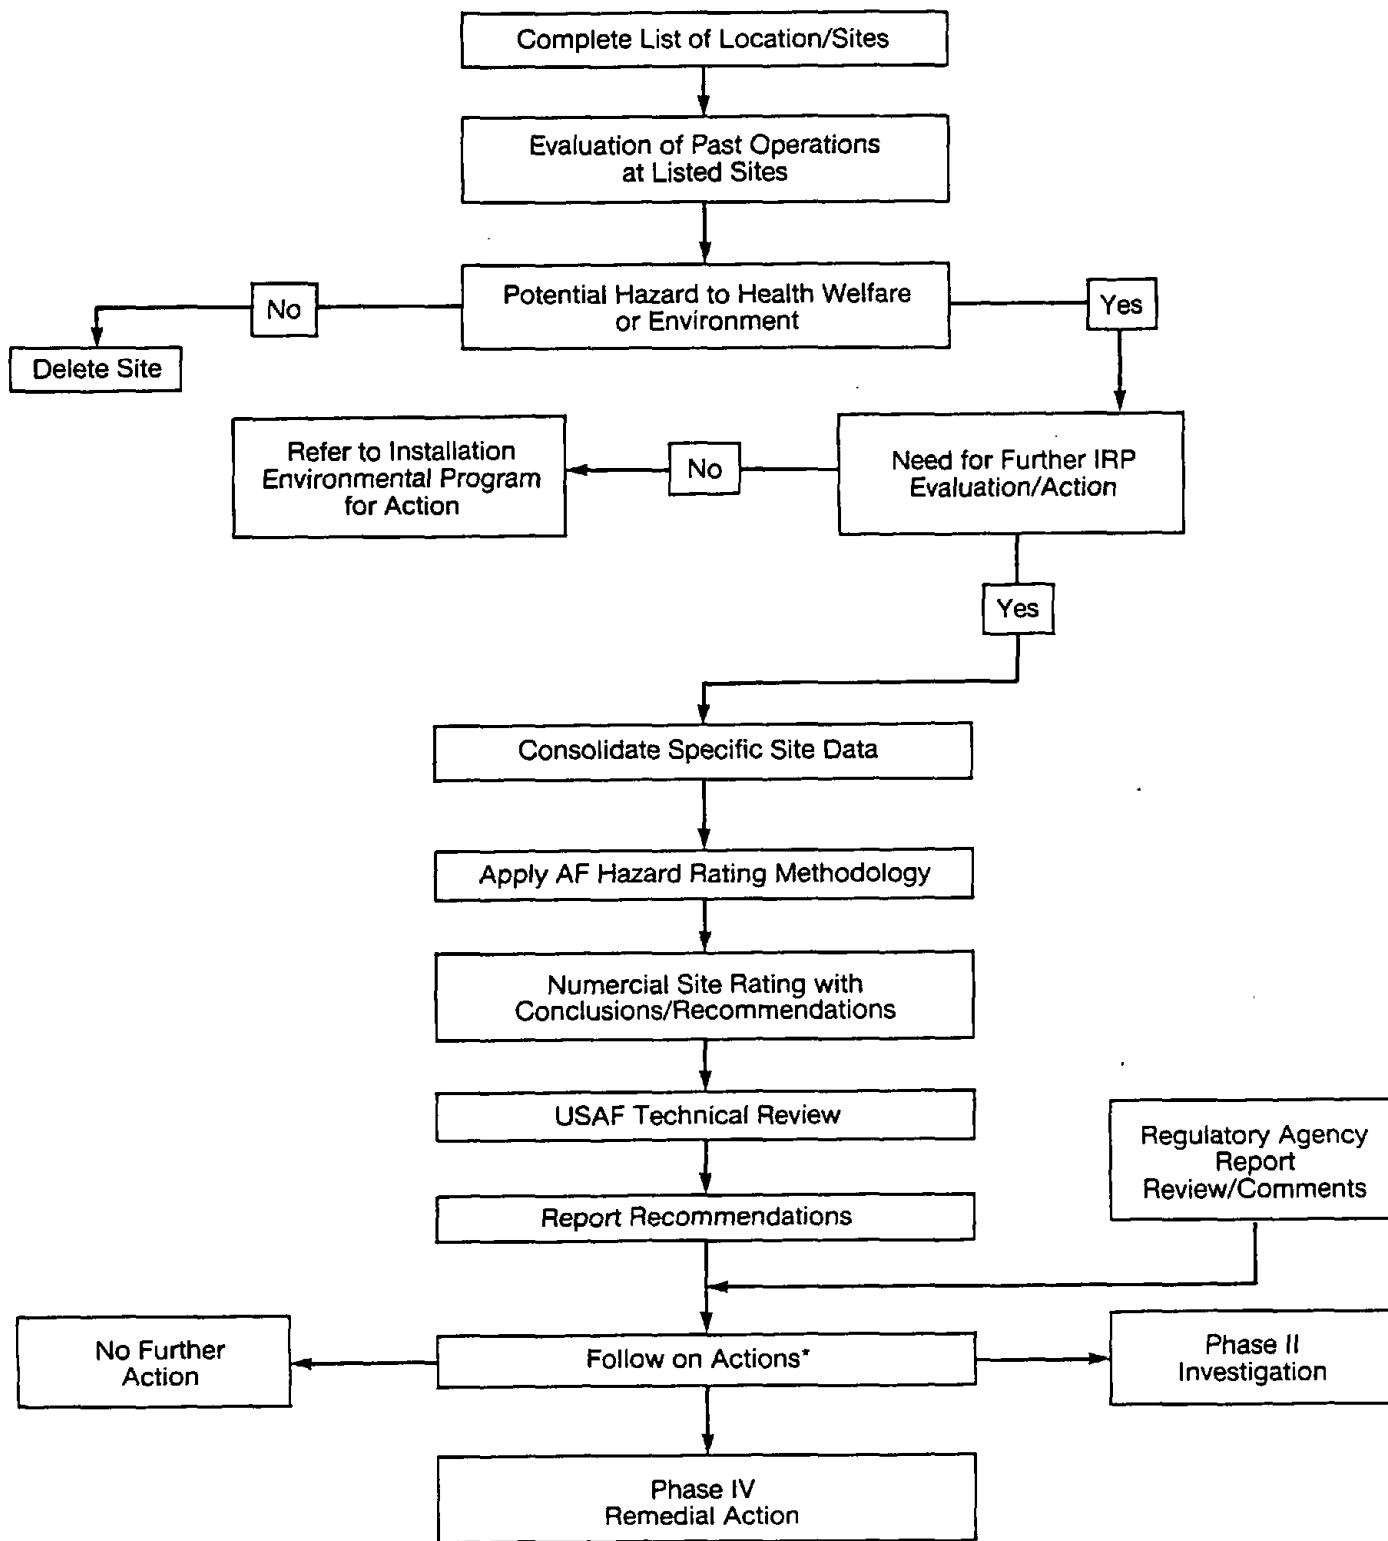 Complete List of Location/Sites
Evaluation of Past Operations
at Listed Sites
Potential Hazard to Health Welfare
or Environment
No
Yes
Delete Site
Refer to Installation
Environmental Program
for Action
No
Need for Further IRP
Evaluation/Action
Yes
Consolidate Specific Site Data
Apply AF Hazard Rating Methodology
Numercial Site Rating with
Conclusions/Recommendations
USAF Technical Review
Regulatory Agency
Report
Review/Comments
Report Recommendations
No Further
Action
Follow on Actions*
Phase II
Investigation
Phase IV
Remedial Action